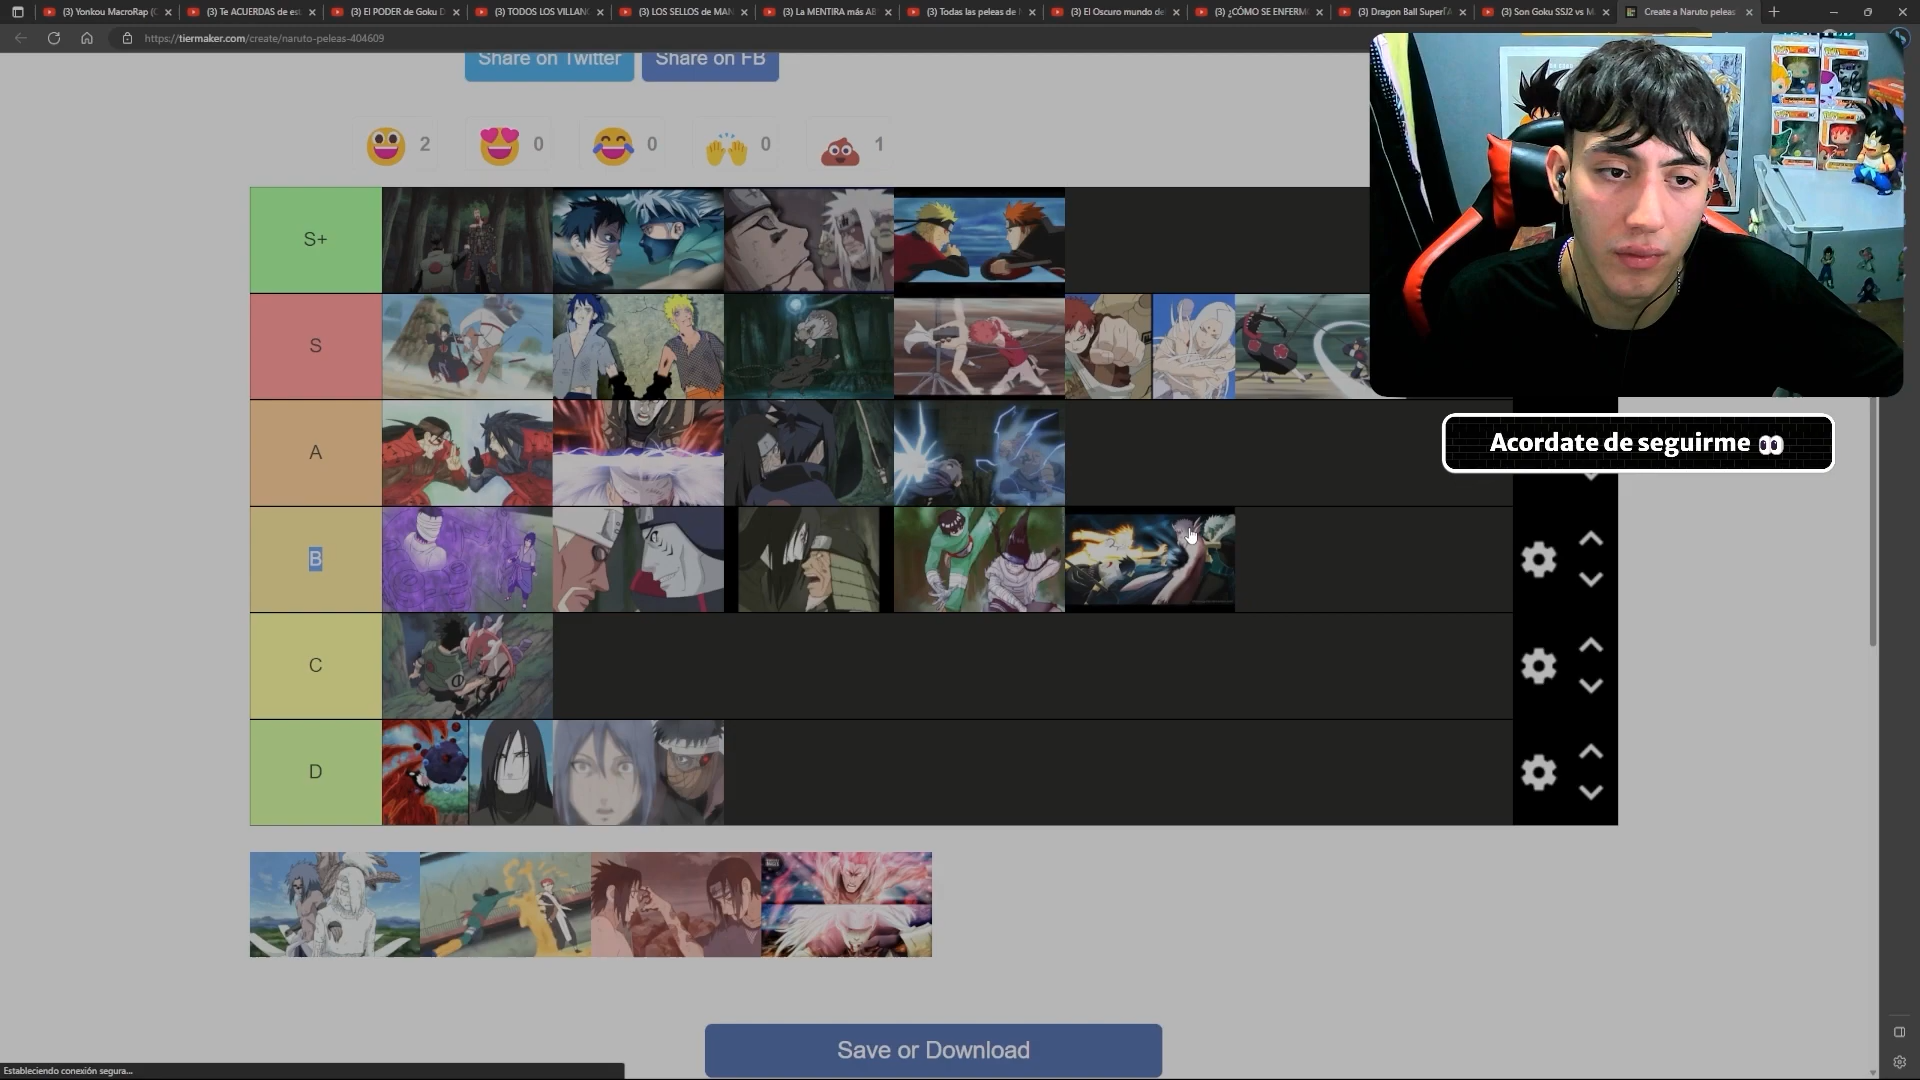 (3) Yonkou MacroRap (
(3) Te ACUERDAS de es
(3) El PODER de Goku D
(3) TODOS LOS VILLAN
(3) LOS SELLOS de MAN
(3) La MENTIRA más AB
(3) Todas las peleas de
(3) El Oscuro mundo de
(3) ¿CÓMO SE ENFERM
(3) Dragon Ball Super
(3) Son Goku SSJ2 vs M
Create a Naruto peleas
https://tiermaker.com/create/naruto-peleas-404609
Share on Twitter
Share on FB
2
0
0
0
1
S+
S
A
B
C
D
Acordate de seguirme 👀
Save or Download
Estableciendo conexión segura...